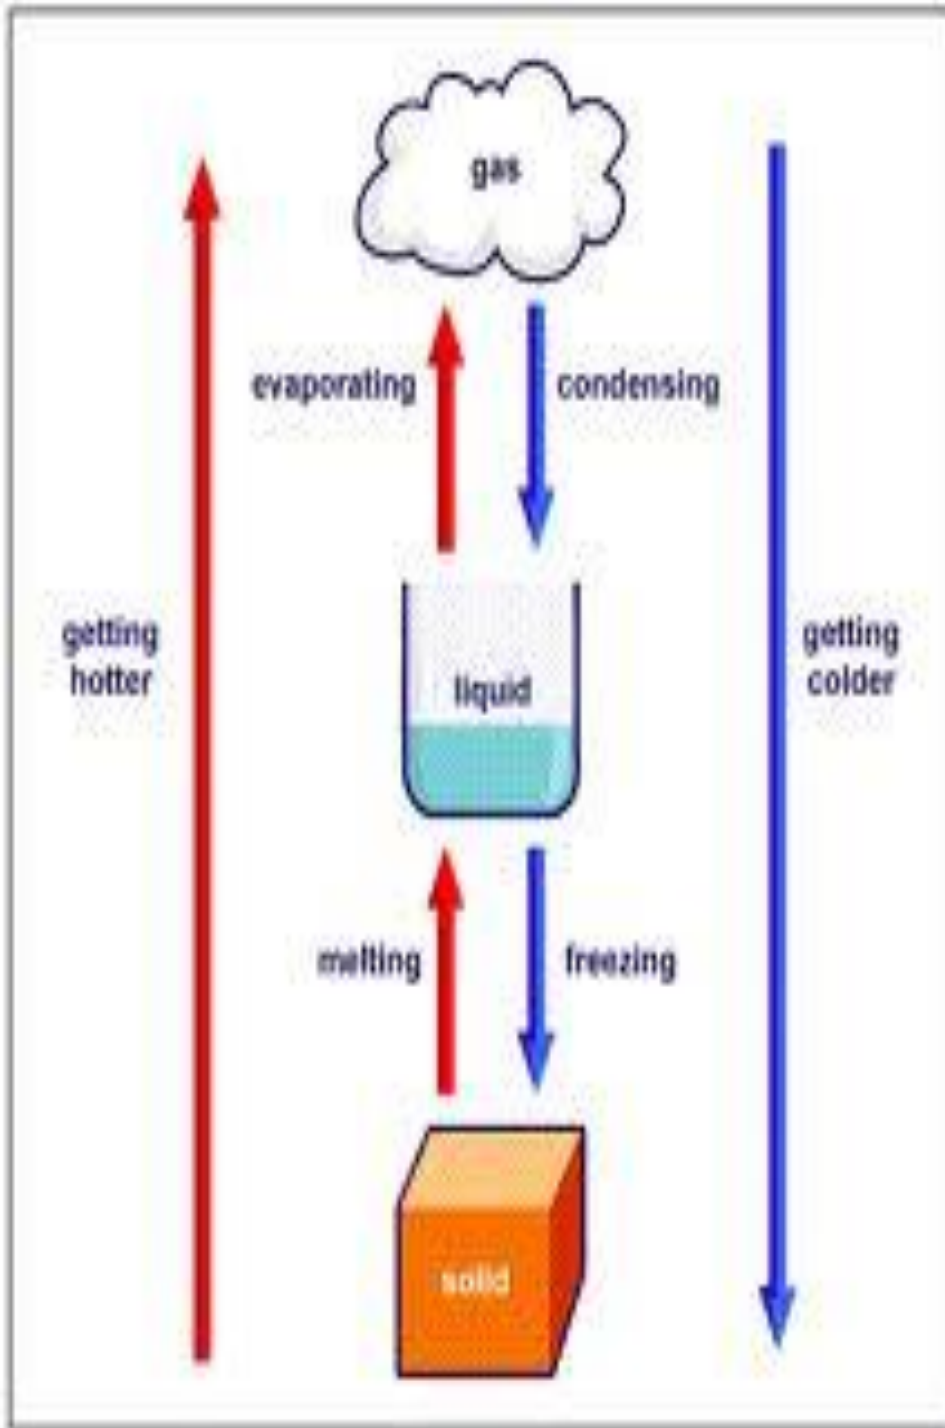 gas
evaporating
condensing
getting
hotter
liquid
getting
colder
melting
freezing
solid